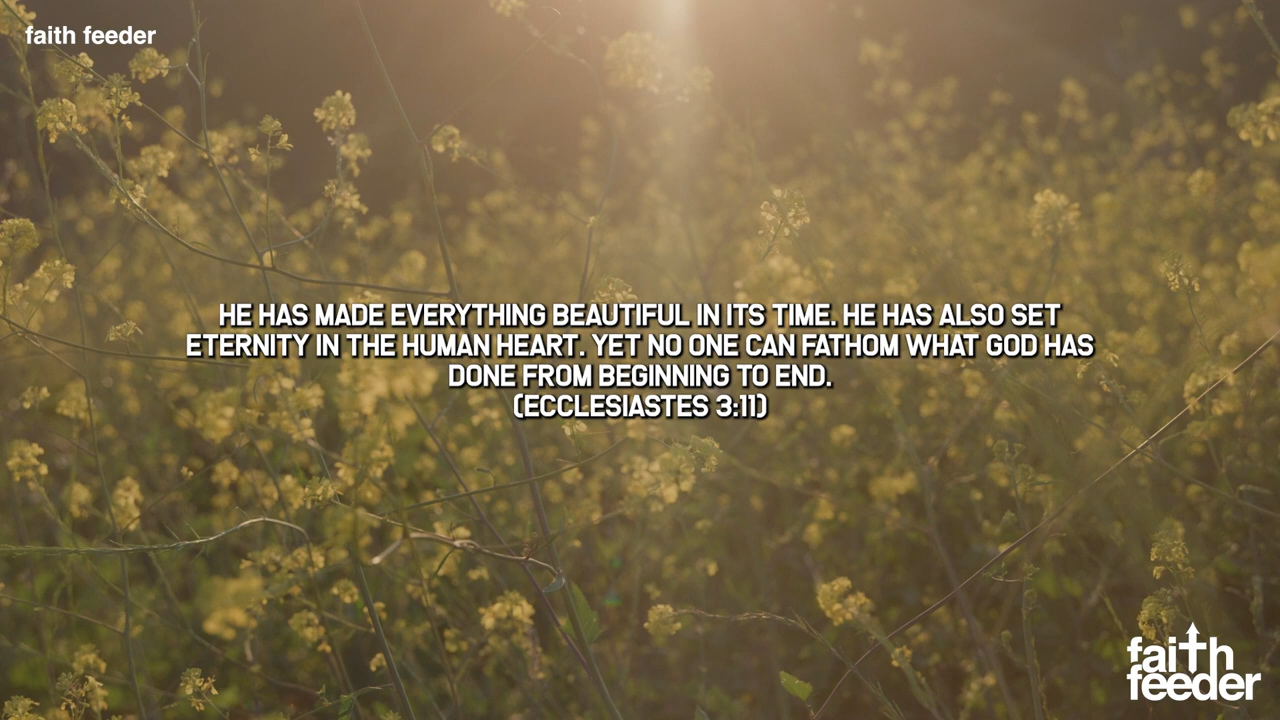 faith feeder
HE HAS MADE EVERYTHING BEAUTIFUL IN ITS TIME. HE HAS ALSO SET
ETERNITY IN THE HUMAN HEART. YET NO ONE CAN FATHOM WHAT GOD HAS
DONE FROM BEGINNING TO END.
(ECCLESIASTES 3:11)
faith
feeder